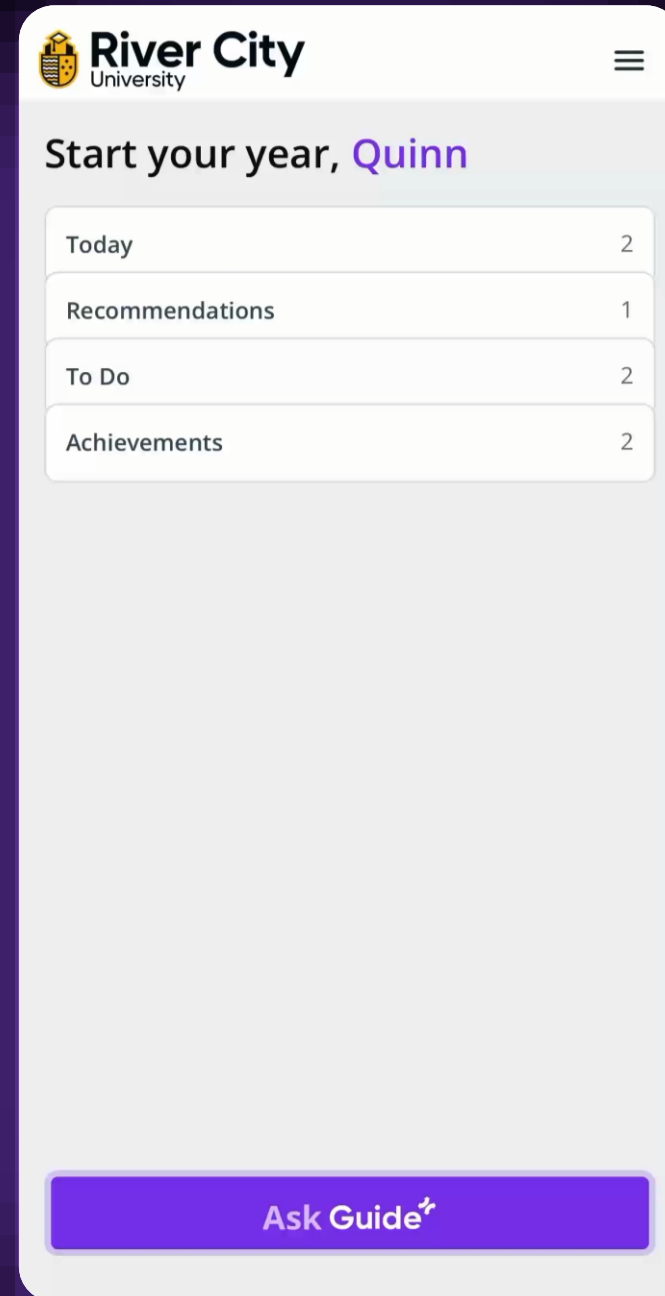 River City
University
Start your year, Quinn
Today 2
Recommendations 1
To Do 2
Achievements 2
Ask Guide